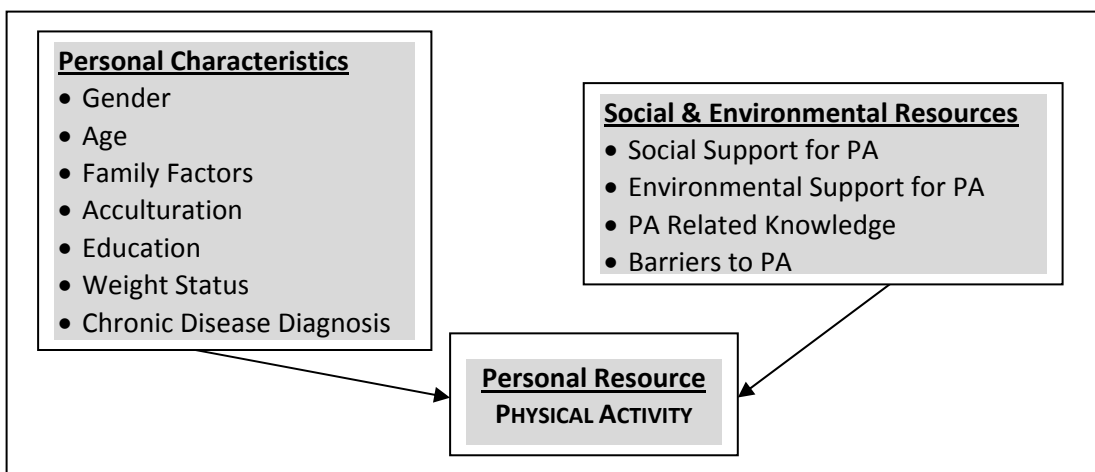 Personal Characteristics
• Gender
• Age
• Family Factors
• Acculturation
• Education
• Weight Status
• Chronic Disease Diagnosis
Social & Environmental Resources
• Social Support for PA
• Environmental Support for PA
• PA Related Knowledge
• Barriers to PA
Personal Resource
PHYSICAL ACTIVITY